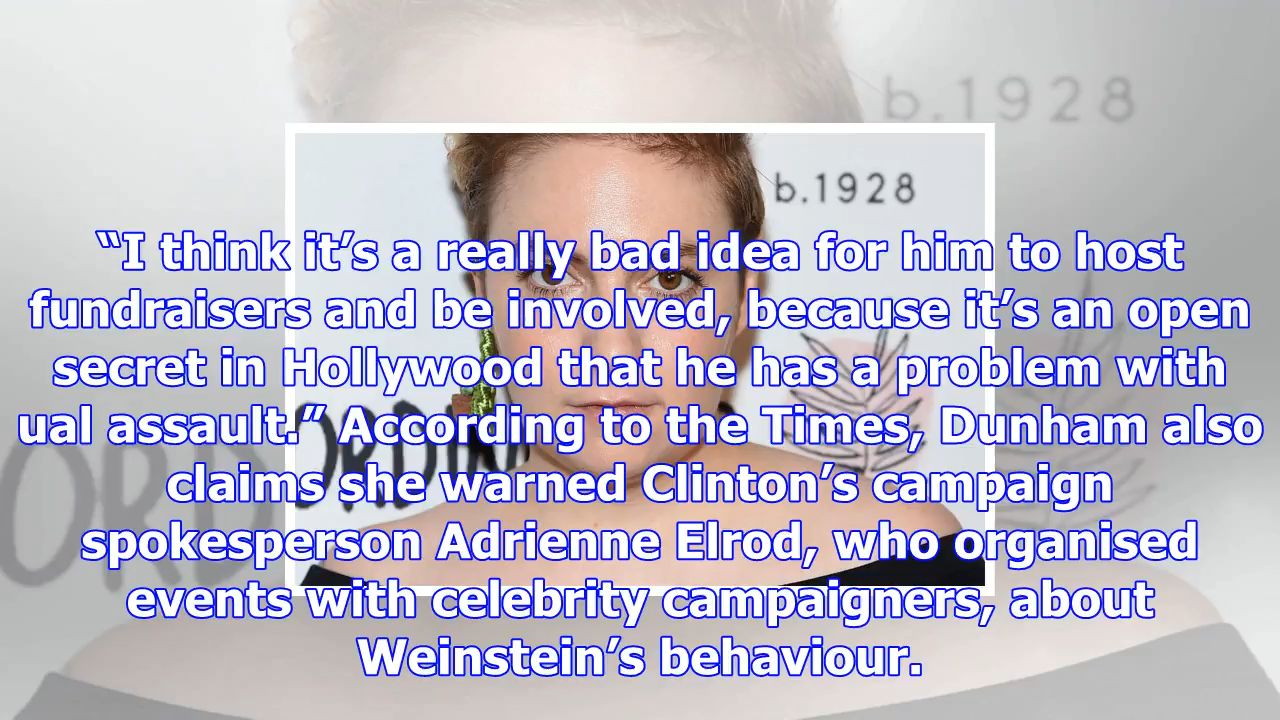 b.1928
b.1928
“I think it’s a really bad idea for him to host
fundraisers and be involved, because it’s an open
secret in Hollywood that he has a problem with
ual assault.” According to the Times, Dunham also
claims she warned Clinton’s campaign
spokesperson Adrienne Elrod, who organised
events with celebrity campaigners, about
Weinstein’s behaviour.